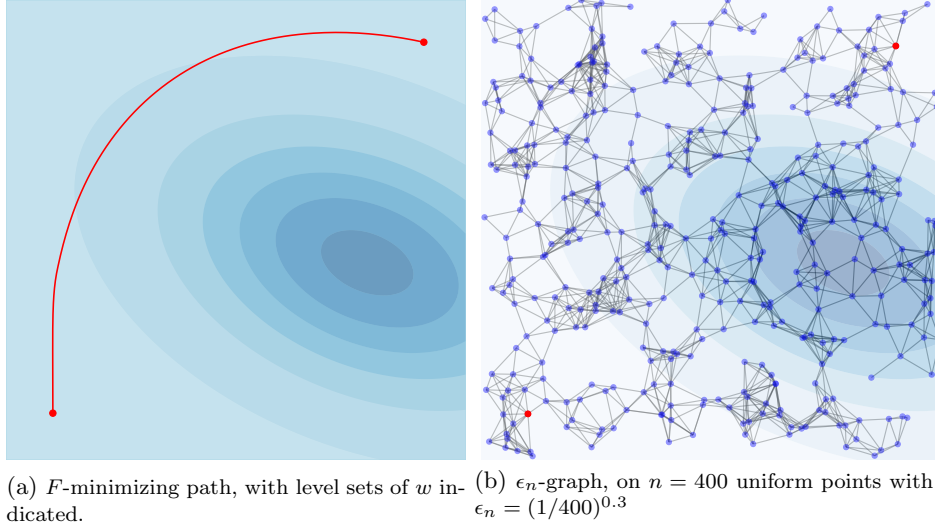 (a) F-minimizing path, with level sets of w in-
dicated.
(b) ϵₙ-graph, on n = 400 uniform points with
ϵₙ = (1/400)⁰·³